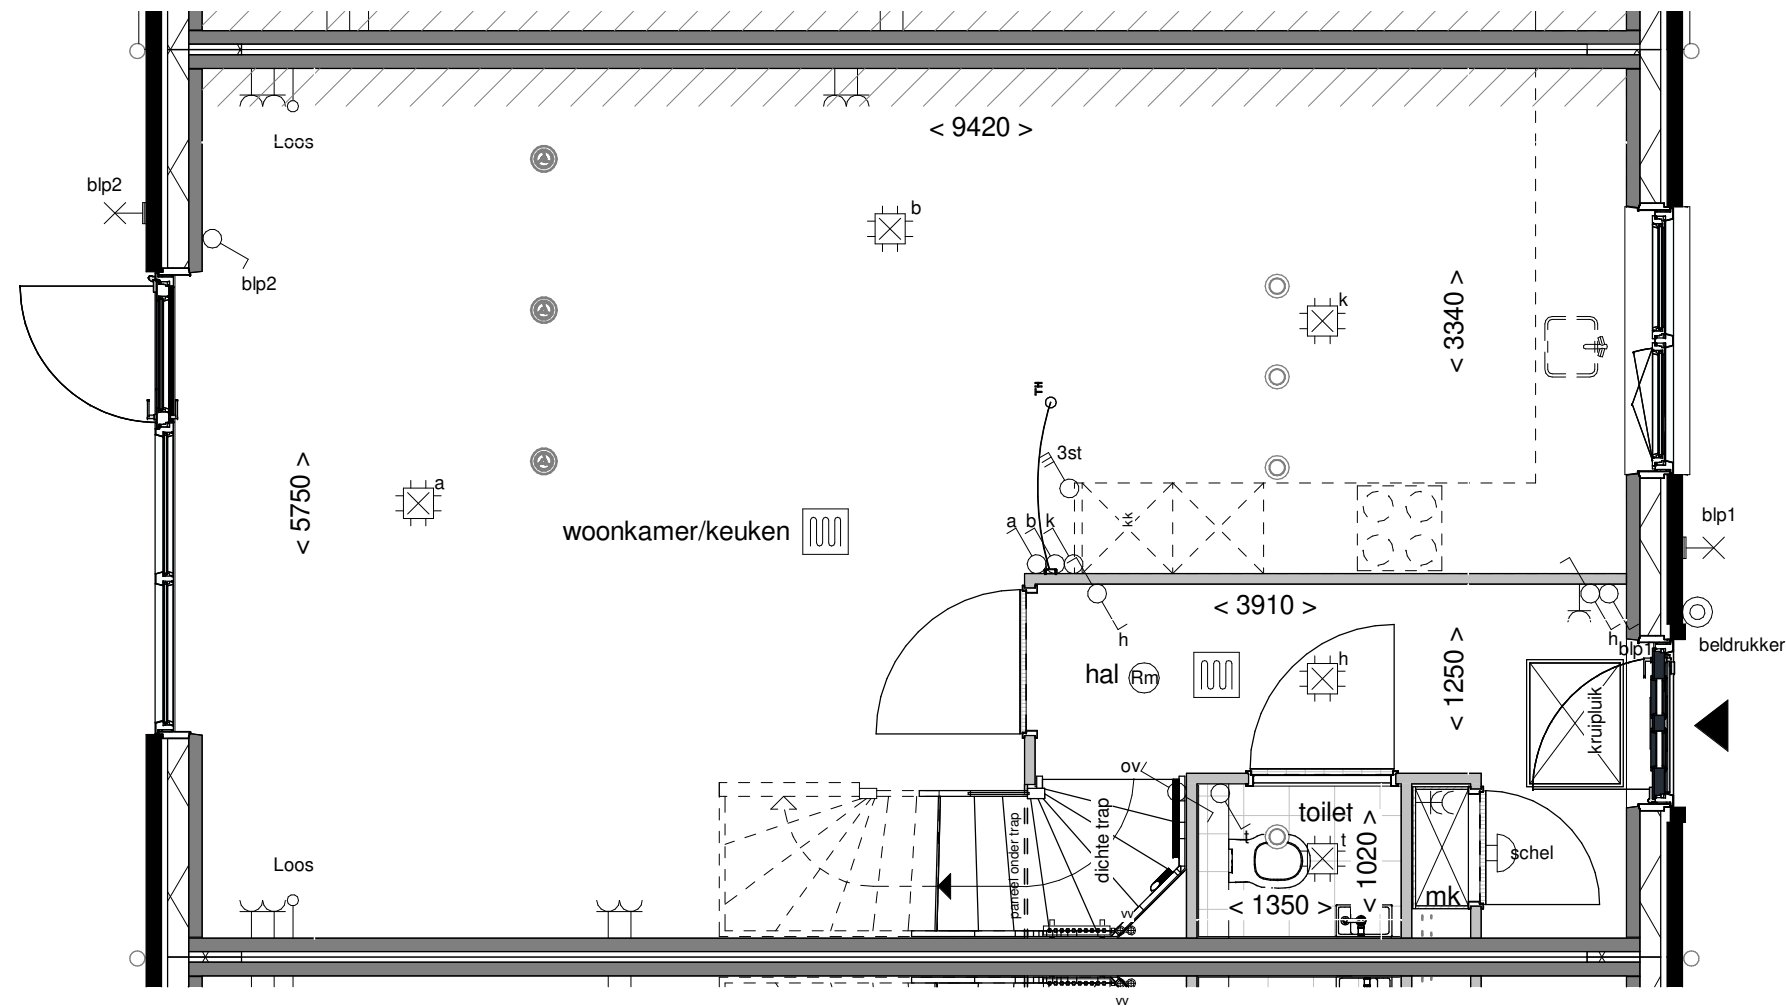 < 9420 >
Loos
blp2
b
blp2
k
< 3340 >
3st
a
< 5750 >
woonkamer/keuken
a b k
kk
blp1
< 3910 >
h
h
blp1
beldrukker
hal
Rm
h
< 1250 >
kruipluik
ov
toilet
dichte trap
paneel onder trap
t
t
< 1020 >
schel
Loos
mk
< 1350 >
vv
vv